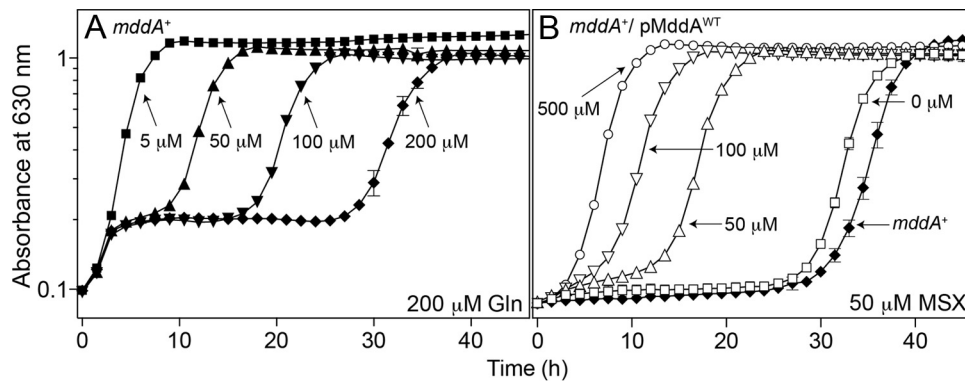 A
mddA⁺
5 μM
50 μM
100 μM
200 μM
200 μM Gln
B
mddA⁺/ pMddAᵂᵀ
500 μM
100 μM
50 μM
0 μM
mddA⁺
50 μM MSX
Absorbance at 630 nm
1
0.1
0
10
20
30
40
0
10
20
30
40
Time (h)